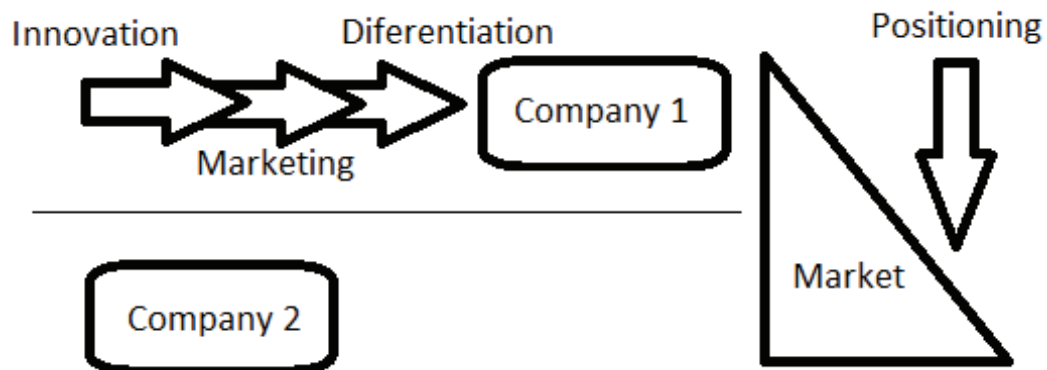 Innovation
Diferentiation
Positioning
Company 1
Marketing
Market
Company 2